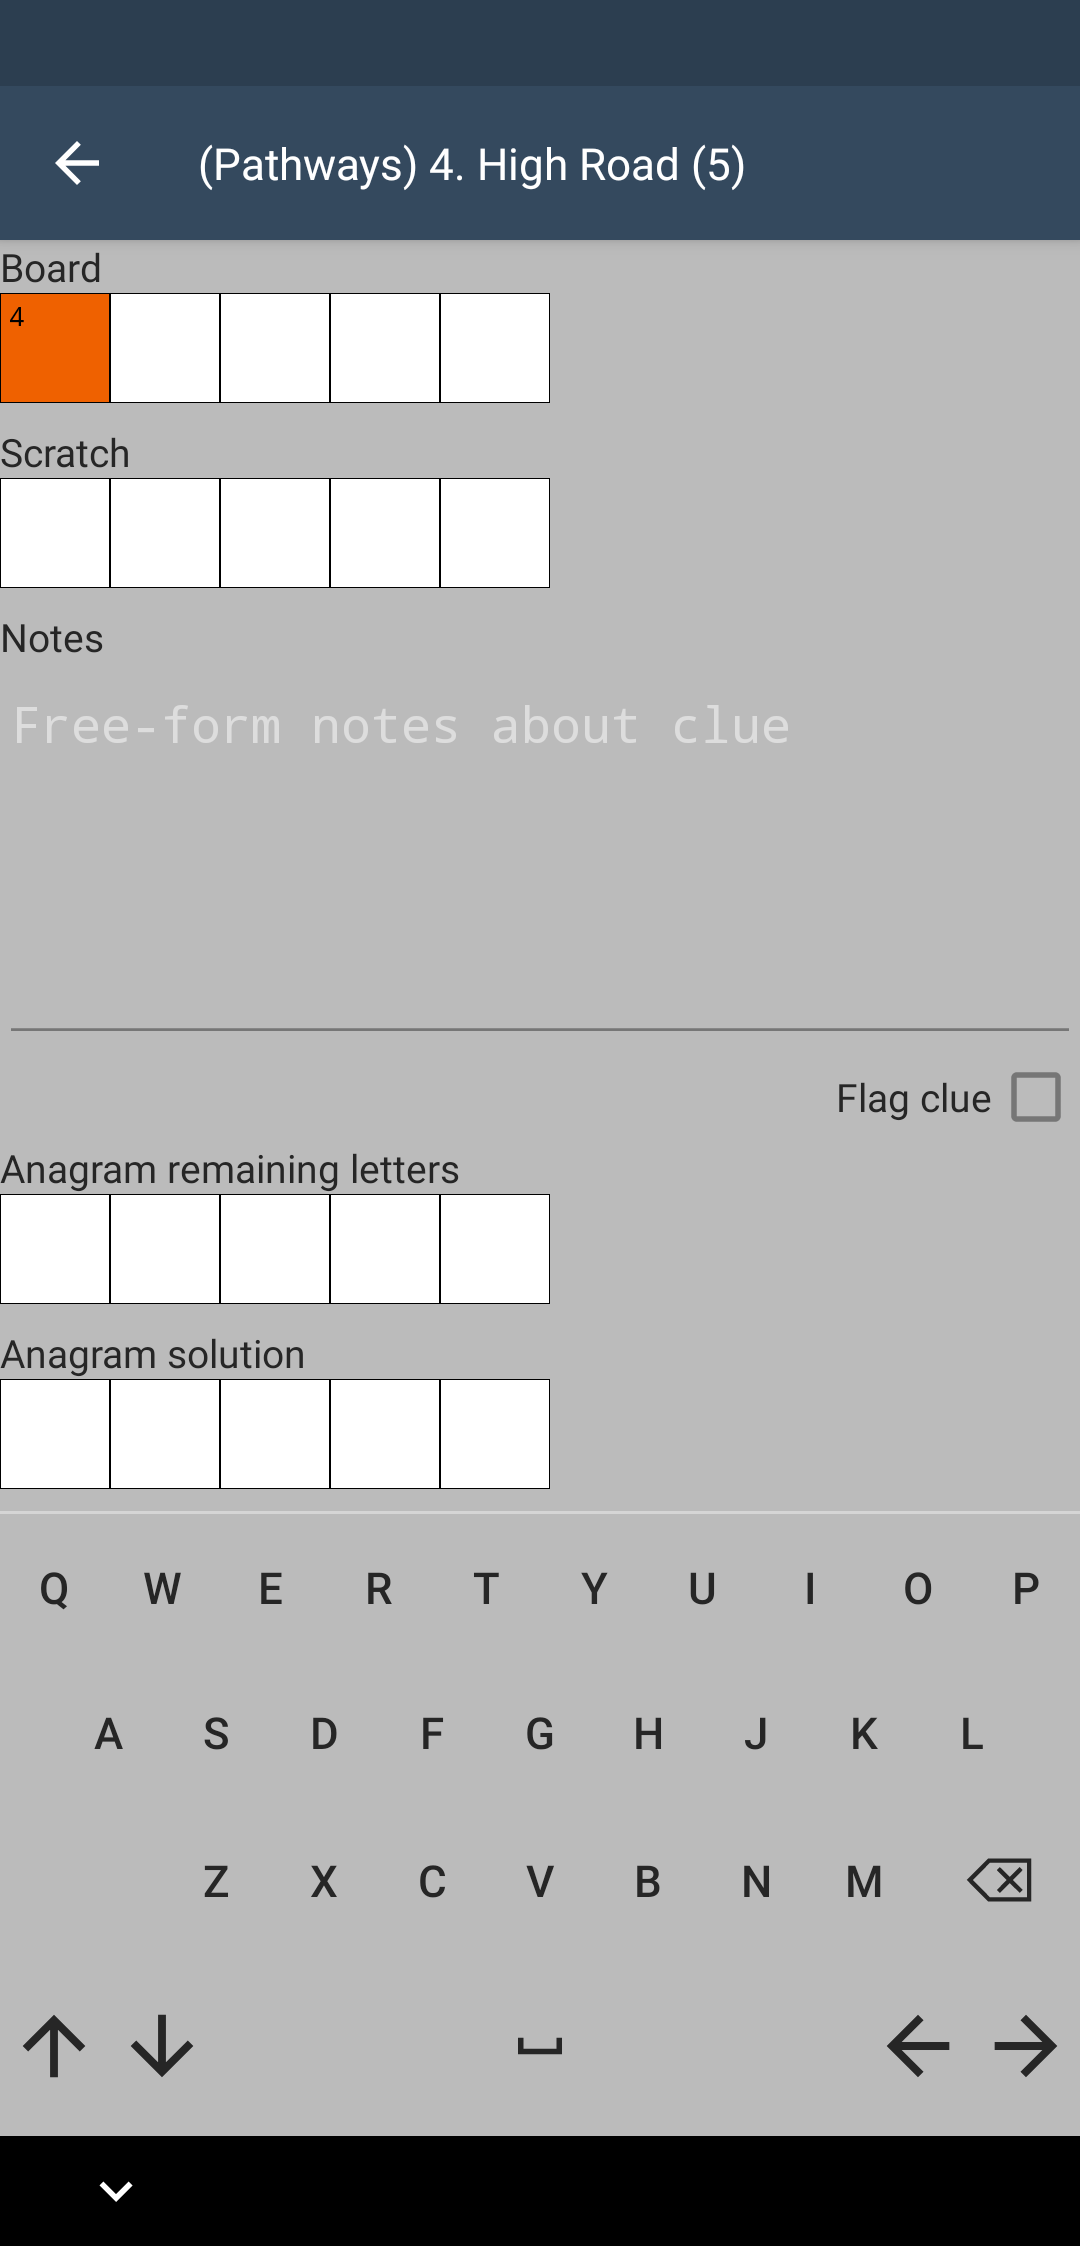 (Pathways) 4. High Road (5)
Board
4
Scratch
Notes
Free-form notes about clue
Flag clue
Anagram remaining letters
Anagram solution
Q W E R T Y U I O P
A S D F G H J K L
Z X C V B N M